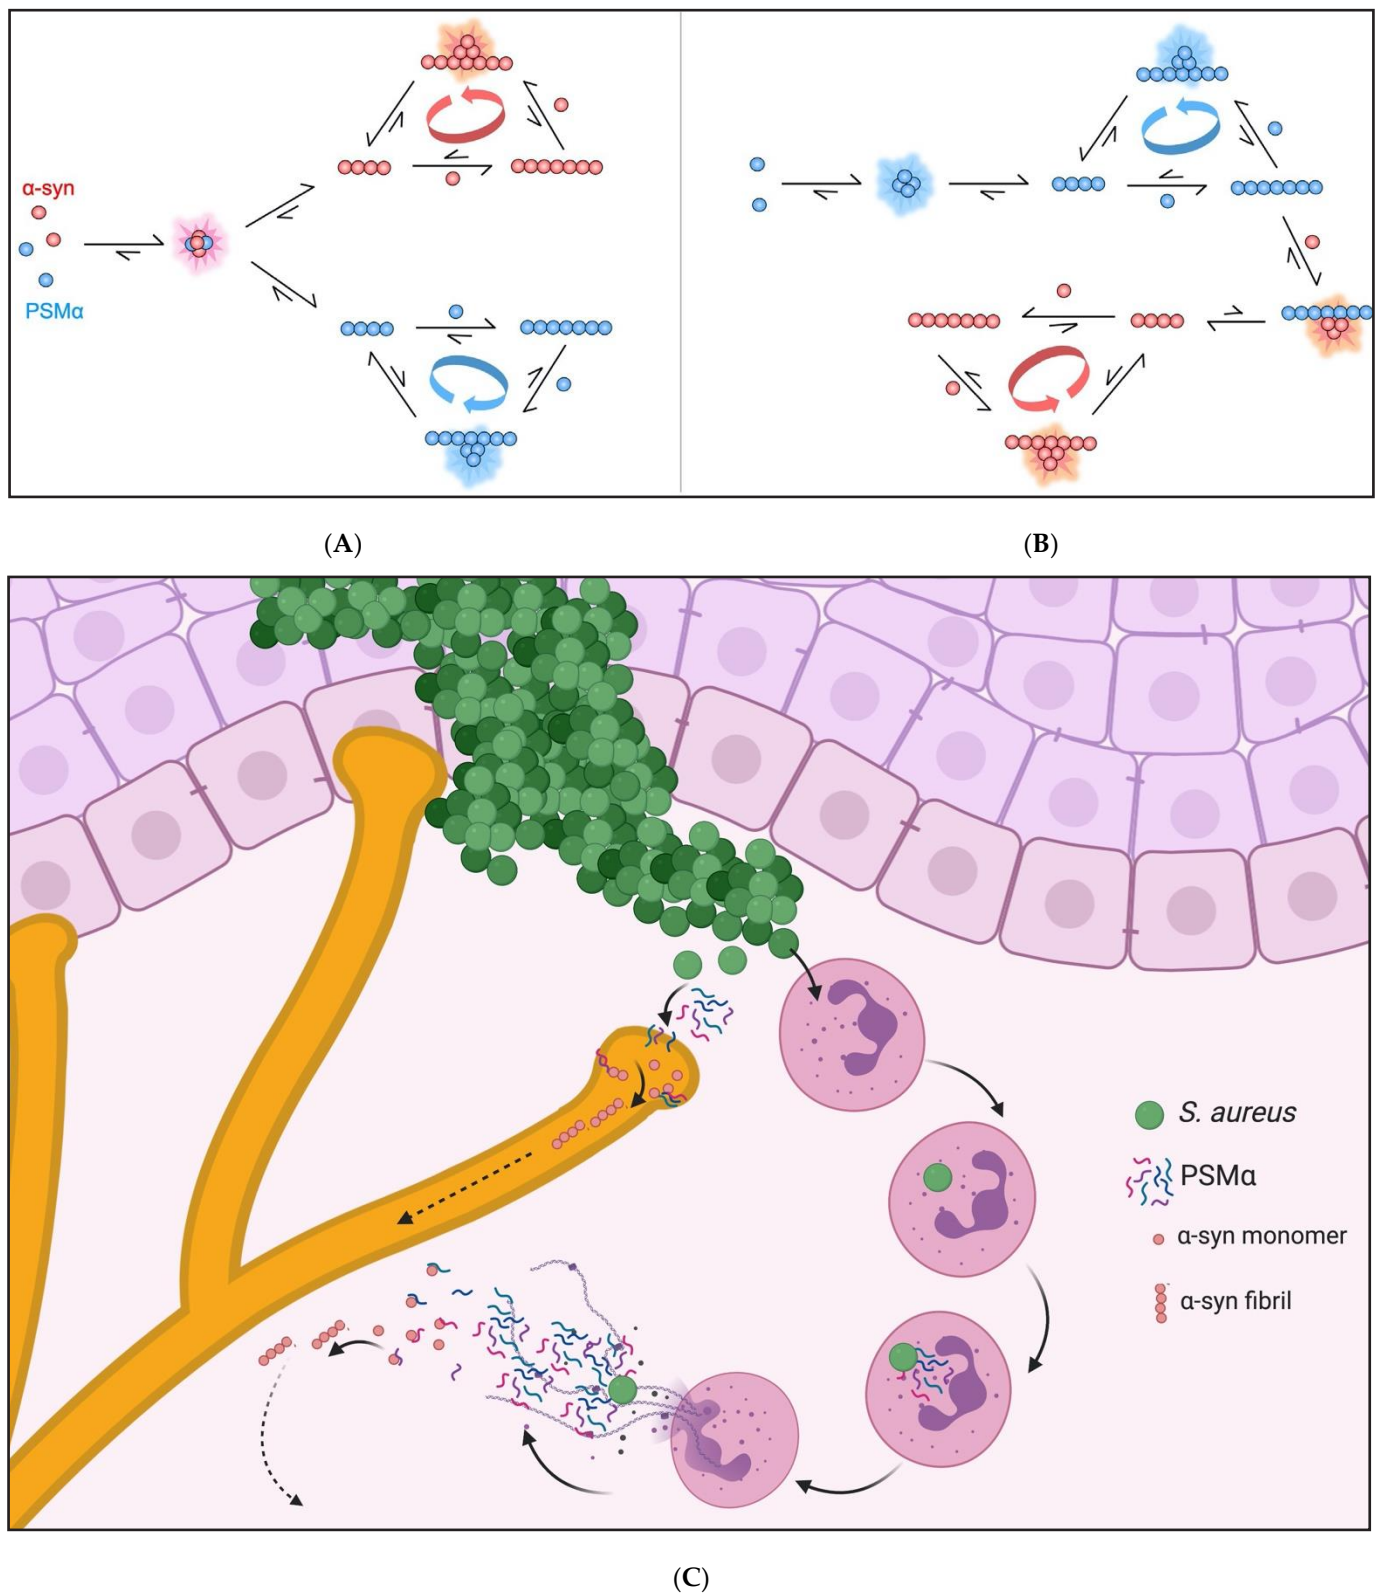 α-syn
PSMα
(A)
(B)
S. aureus
PSMα
α-syn monomer
α-syn fibril
(C)